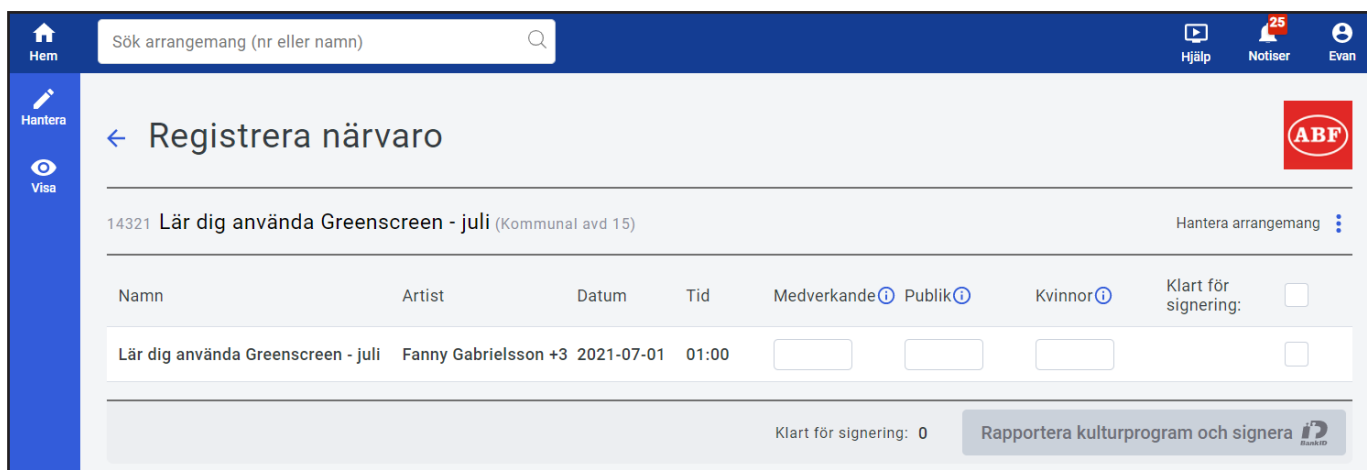 Hem
Sök arrangemang (nr eller namn)
Hjälp
25
Notiser
Evan
Hantera
Visa
Registrera närvaro
ABF
14321 Lär dig använda Greenscreen - juli (Kommunal avd 15)
Hantera arrangemang
Namn Artist Datum Tid Medverkande Publik Kvinnor Klart för signering:
Lär dig använda Greenscreen - juli Fanny Gabrielsson +3 2021-07-01 01:00
Klart för signering: 0
Rapportera kulturprogram och signera
BankID